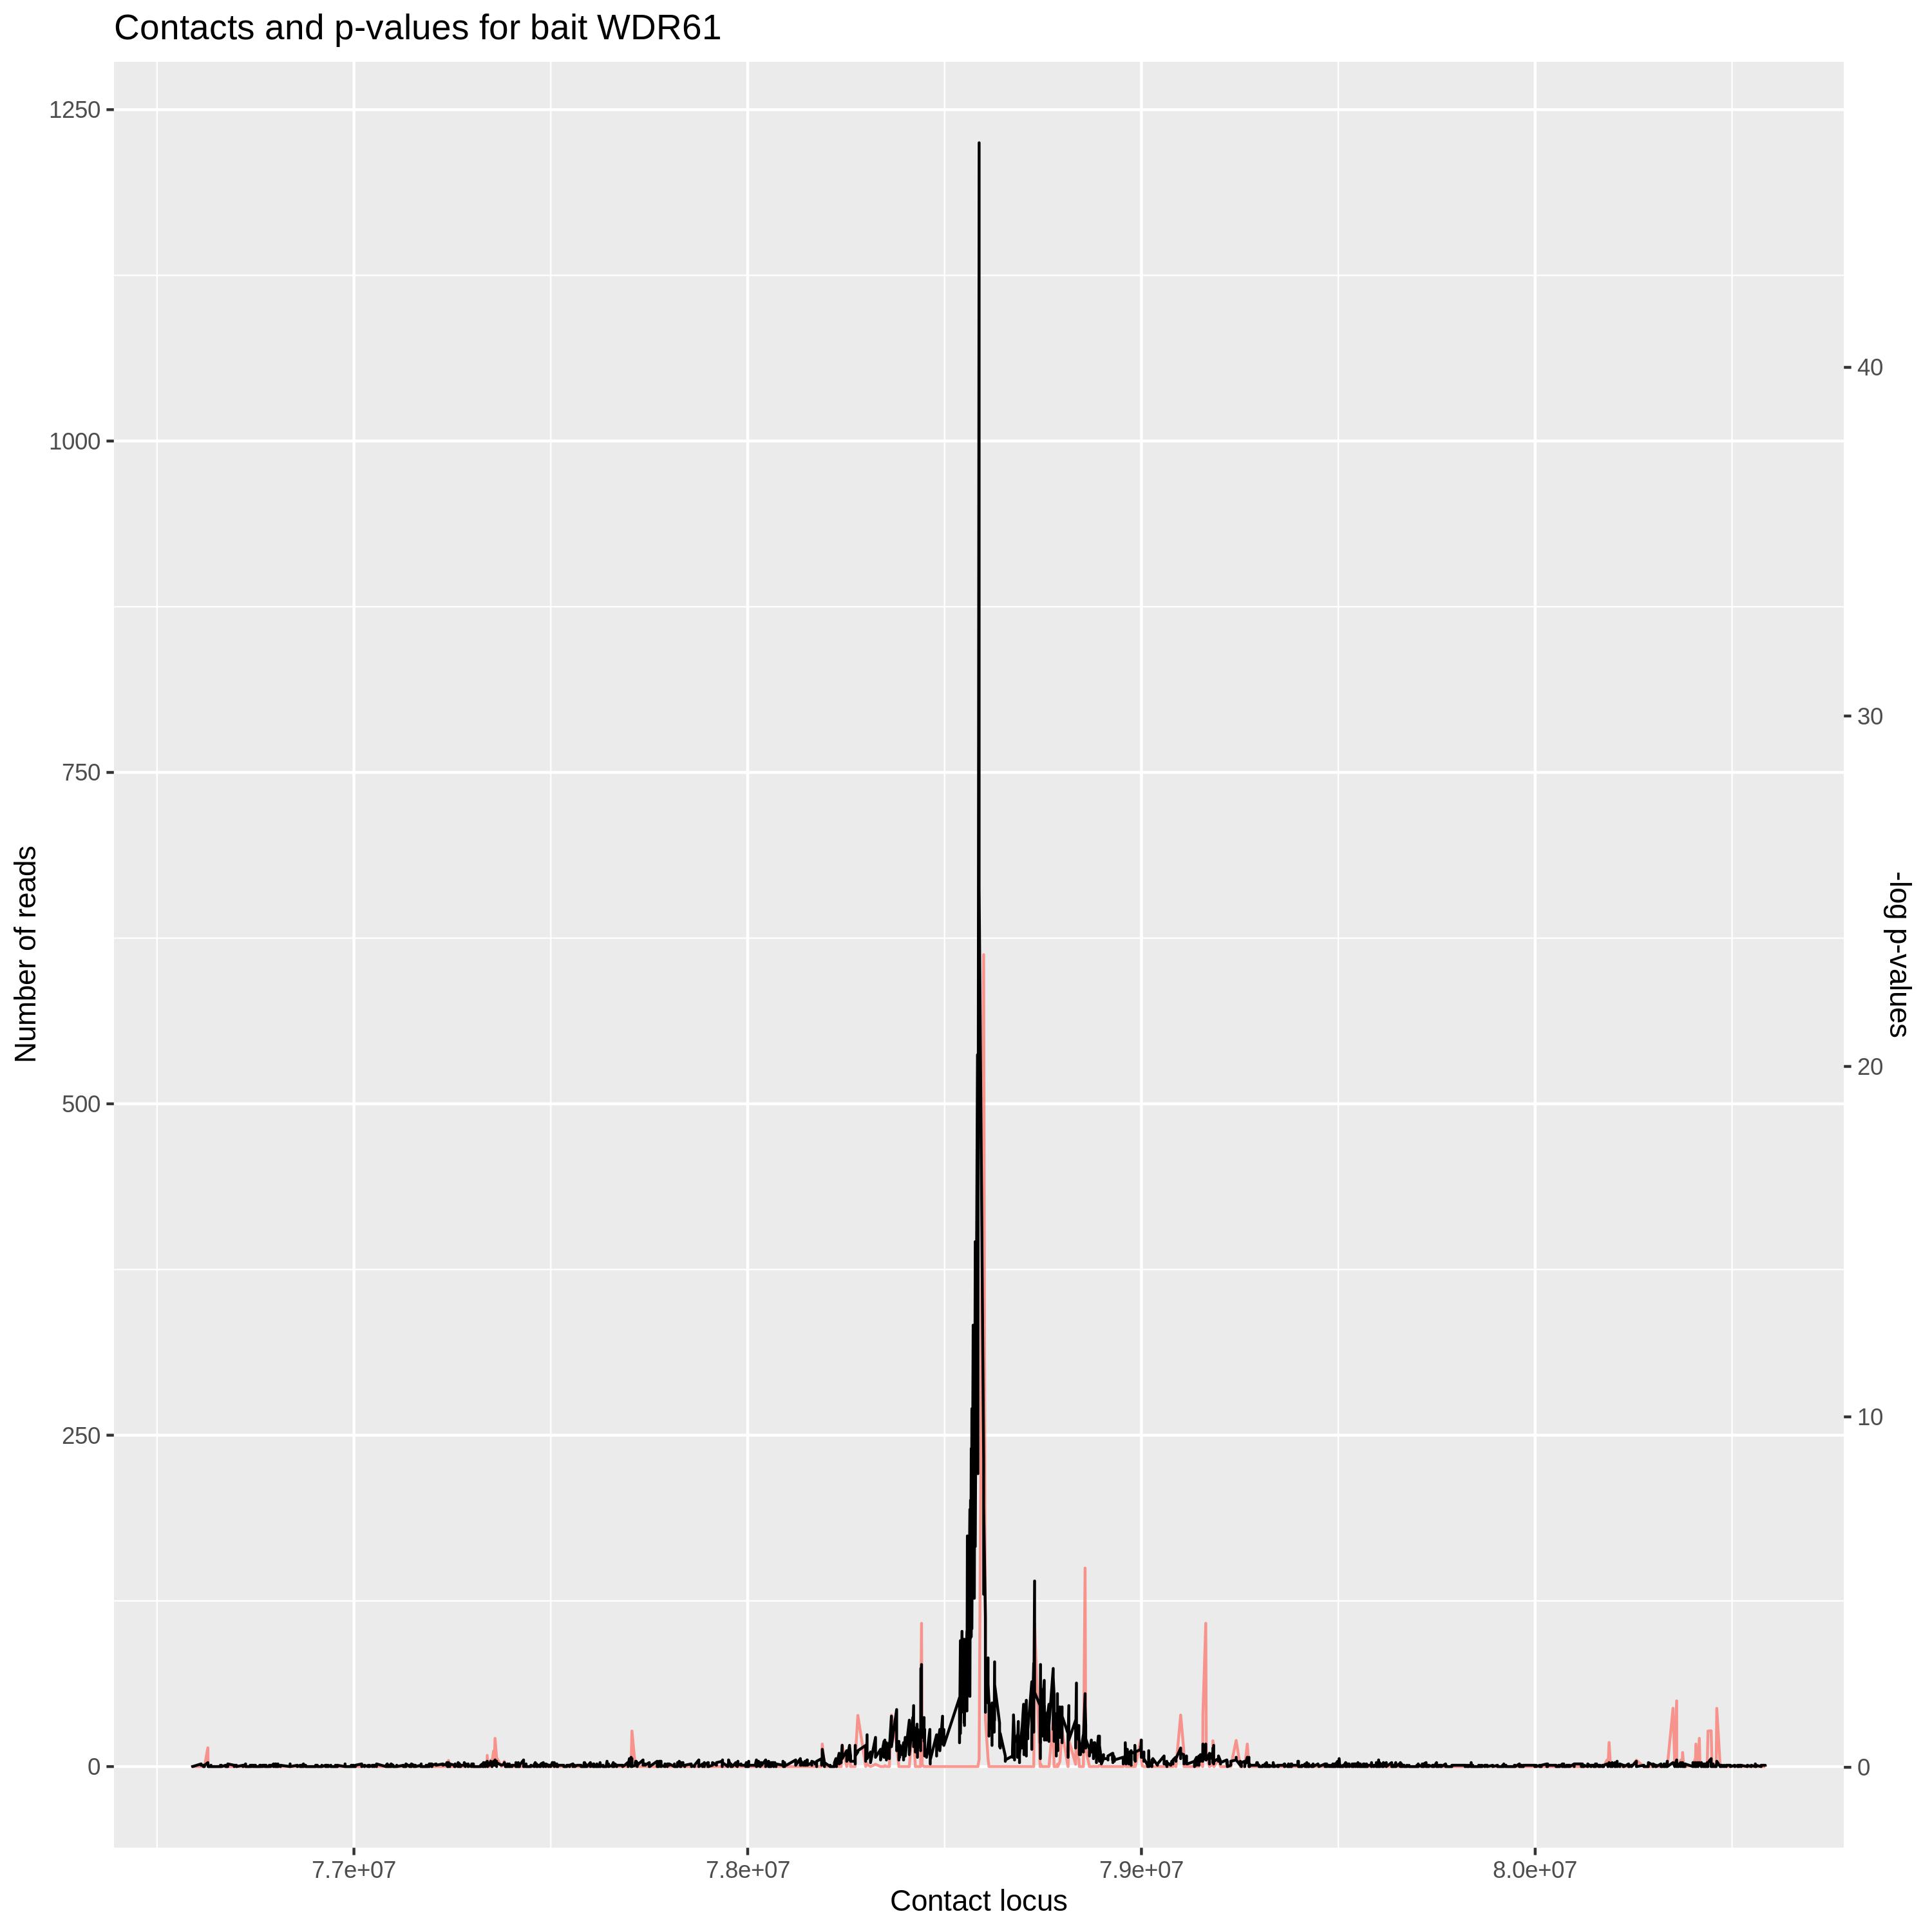 Contacts and p-values for bait WDR61
1250
1000
750
500
250
0
Number of reads
40
30
20
10
0
-log p-values
7.7e+07
7.8e+07
7.9e+07
8.0e+07
Contact locus